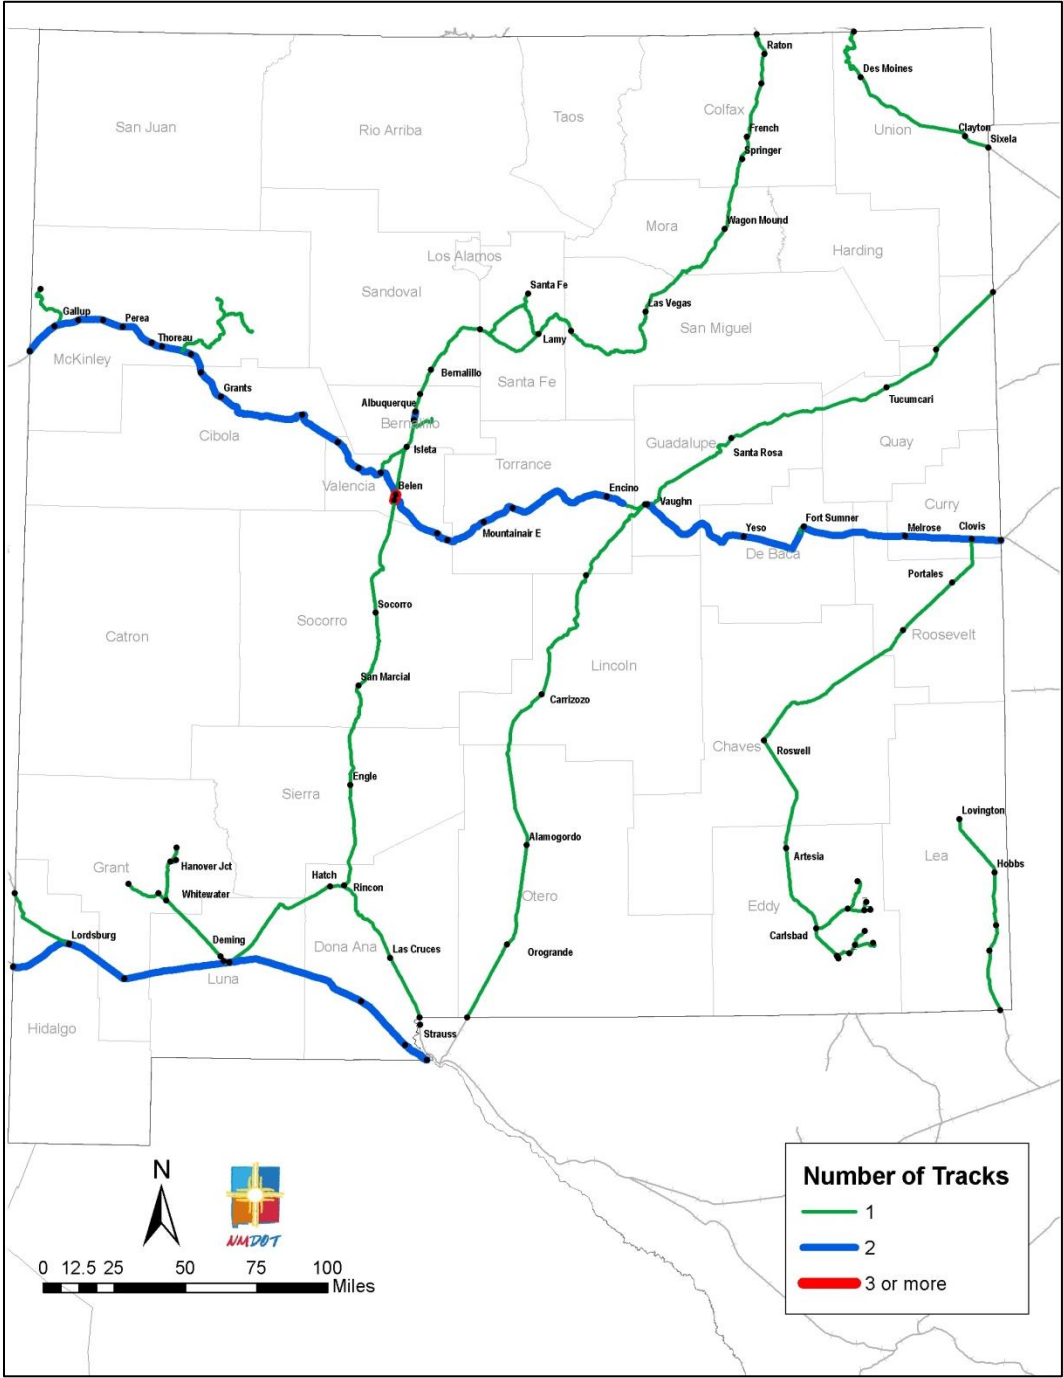 Raton
Des Moines
Colfax
Taos
San Juan
Rio Arriba
Union
French
Clayton
Sixela
Springer
Wagon Mound
Mora
Harding
Los Alamos
Santa Fe
Sandoval
Las Vegas
San Miguel
Gallup
Perea
Thoreau
Lamy
McKinley
Bernalillo
Santa Fe
Grants
Tucumcari
Albuquerque
Bernalillo
Cibola
Guadalupe
Quay
Isleta
Santa Rosa
Torrance
Valencia
Belen
Encino
Vaughn
Curry
Fort Sumner
Mountainair E
Yeso
Melrose
Clovis
De Baca
Portales
Socorro
Socorro
Catron
Roosevelt
Lincoln
San Marcial
Carrizozo
Chaves
Roswell
Engle
Sierra
Lovington
Alamogordo
Artesia
Lea
Hobbs
Grant
Hanover Jct
Hatch
Rincon
Whitewater
Otero
Eddy
Carlsbad
Lordsburg
Deming
Dona Ana
Las Cruces
Orogrande
Luna
Hidalgo
Strauss
N
NMDOT
0 12.5 25 50 75 100
Miles
Number of Tracks
1
2
3 or more